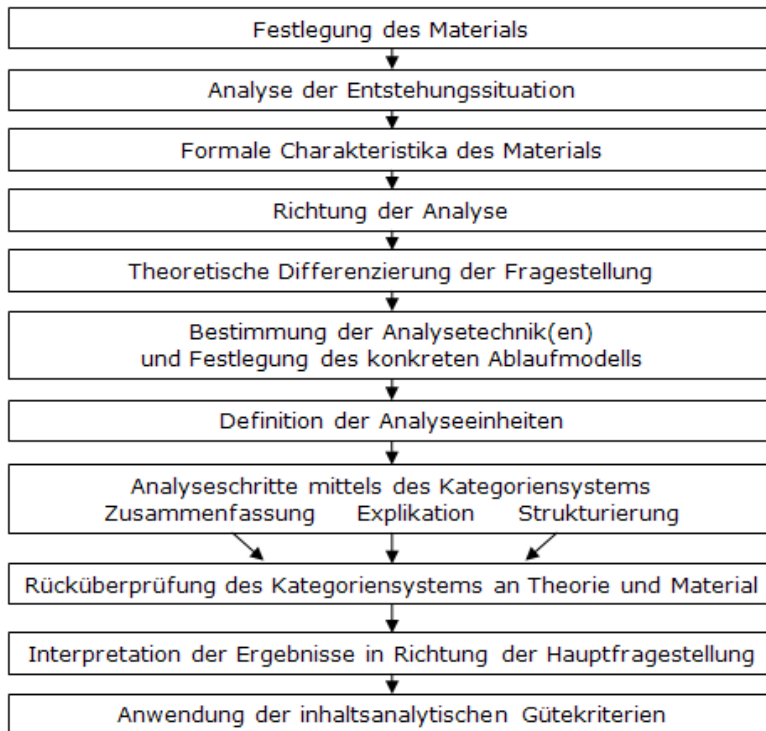 Festlegung des Materials
Analyse der Entstehungssituation
Formale Charakteristika des Materials
Richtung der Analyse
Theoretische Differenzierung der Fragestellung
Bestimmung der Analysetechnik(en)
und Festlegung des konkreten Ablaufmodells
Definition der Analyseeinheiten
Analyseschritte mittels des Kategoriensystems
Zusammenfassung Explikation Strukturierung
Rücküberprüfung des Kategoriensystems an Theorie und Material
Interpretation der Ergebnisse in Richtung der Hauptfragestellung
Anwendung der inhaltsanalytischen Gütekriterien